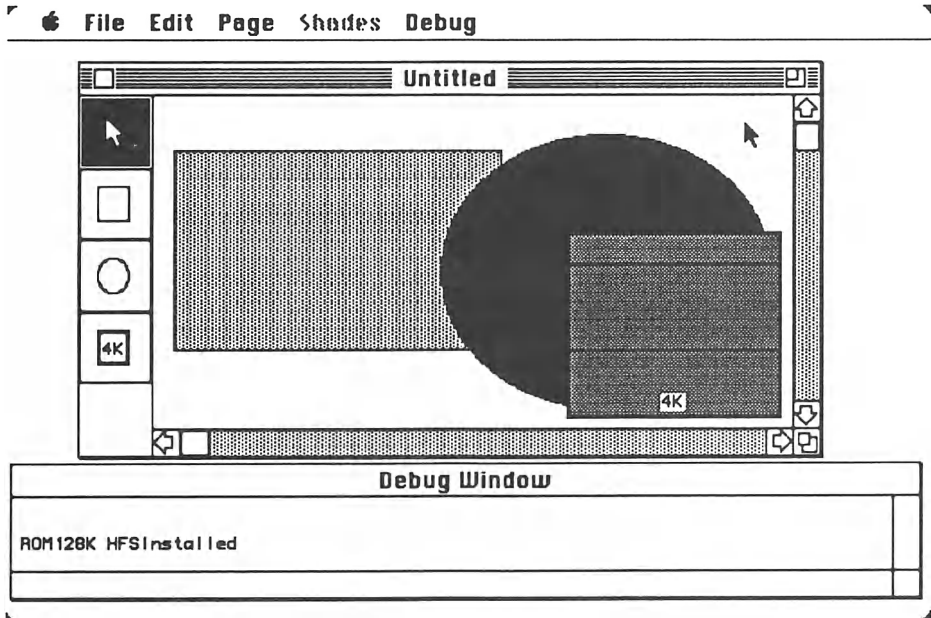 File Edit Page Shades Debug
Untitled
4K
4K
Debug Window
ROM128K HFSInstalled